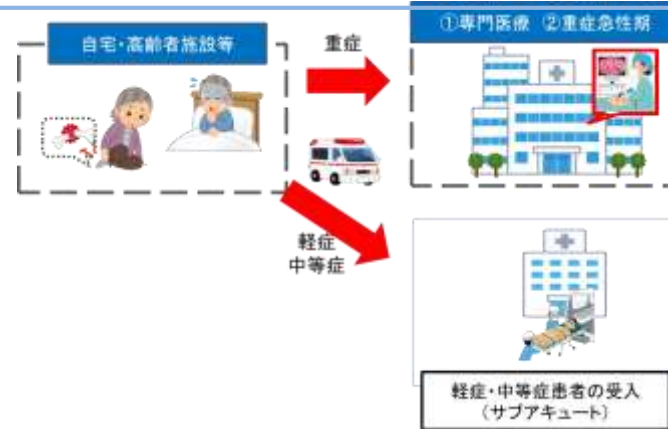 自宅・高齢者施設等
重症
①専門医療 ②重症急性期
軽症
中等症
軽症・中等症患者の受入
（サブアキュート）